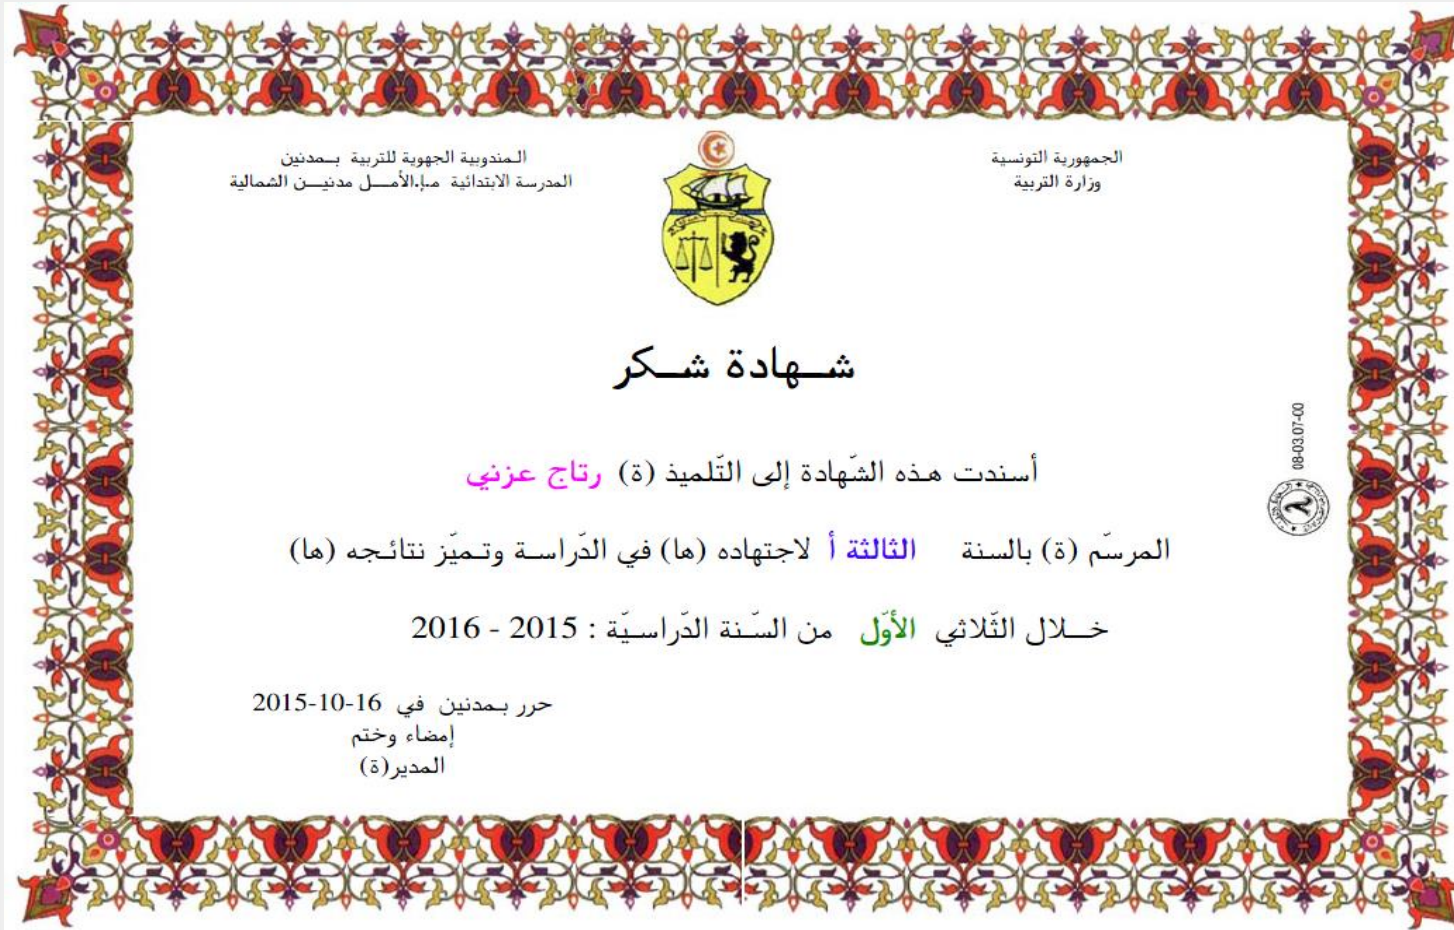 الجمهورية التونسية
وزارة التربية
المندوبية الجهوية للتربية بمدنين
المدرسة الابتدائية م.إ.الأمل مدنين الشمالية
شهادة شكر
أسندت هذه الشّهادة إلى التّلميذ (ة) رتاج عزني
المرسّم (ة) بالسنة الثالثة أ لاجتهاده (ها) في الدّراسة وتميّز نتائجه (ها)
خلال الثّلاثي الأوّل من السّنة الدّراسيّة : 2015 - 2016
حرر بمدنين في 16-10-2015
إمضاء وختم
المدير(ة)
08-03.07-00